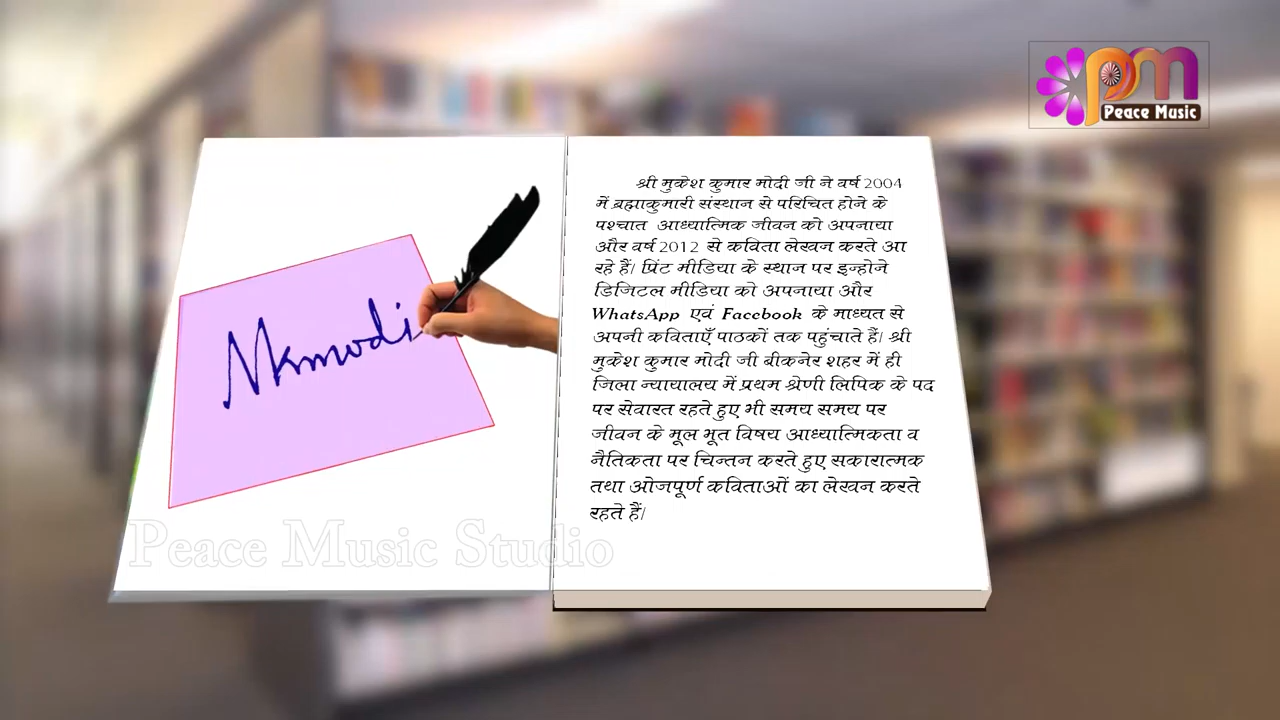 Peace Music
श्री मुकेश कुमार मोदी जी ने वर्ष 2004
में ब्रह्माकुमारी संस्थान से परिचित होने के
पश्चात आध्यात्मिक जीवन को अपनाया
और वर्ष 2012 से कविता लेखन करते आ
रहे हैं। प्रिंट मीडिया के स्थान पर इन्होने
डिजिटल मीडिया को अपनाया और
WhatsApp एवं Facebook के माध्यत से
अपनी कविताएँ पाठकों तक पहुंचाते हैं। श्री
मुकेश कुमार मोदी जी बीकनेर शहर में ही
जिला न्यायालय में प्रथम श्रेणी लिपिक के पद
पर सेवारत रहते हुए भी समय समय पर
जीवन के मूल भूत विषय आध्यात्मिकता व
नैतिकता पर चिन्तन करते हुए सकारात्मक
तथा ओजपूर्ण कविताओं का लेखन करते
रहते हैं।
Mkmodi
Peace Music Studio